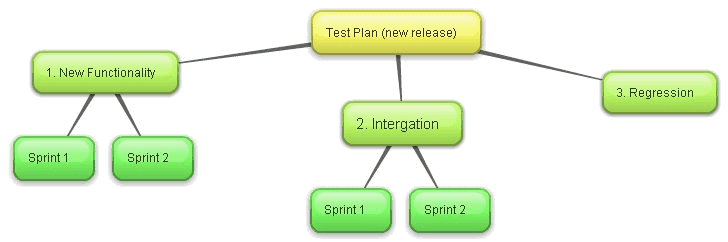 Test Plan (new release)
1. New Functionality
2. Intergation
3. Regression
Sprint 1
Sprint 2
Sprint 1
Sprint 2